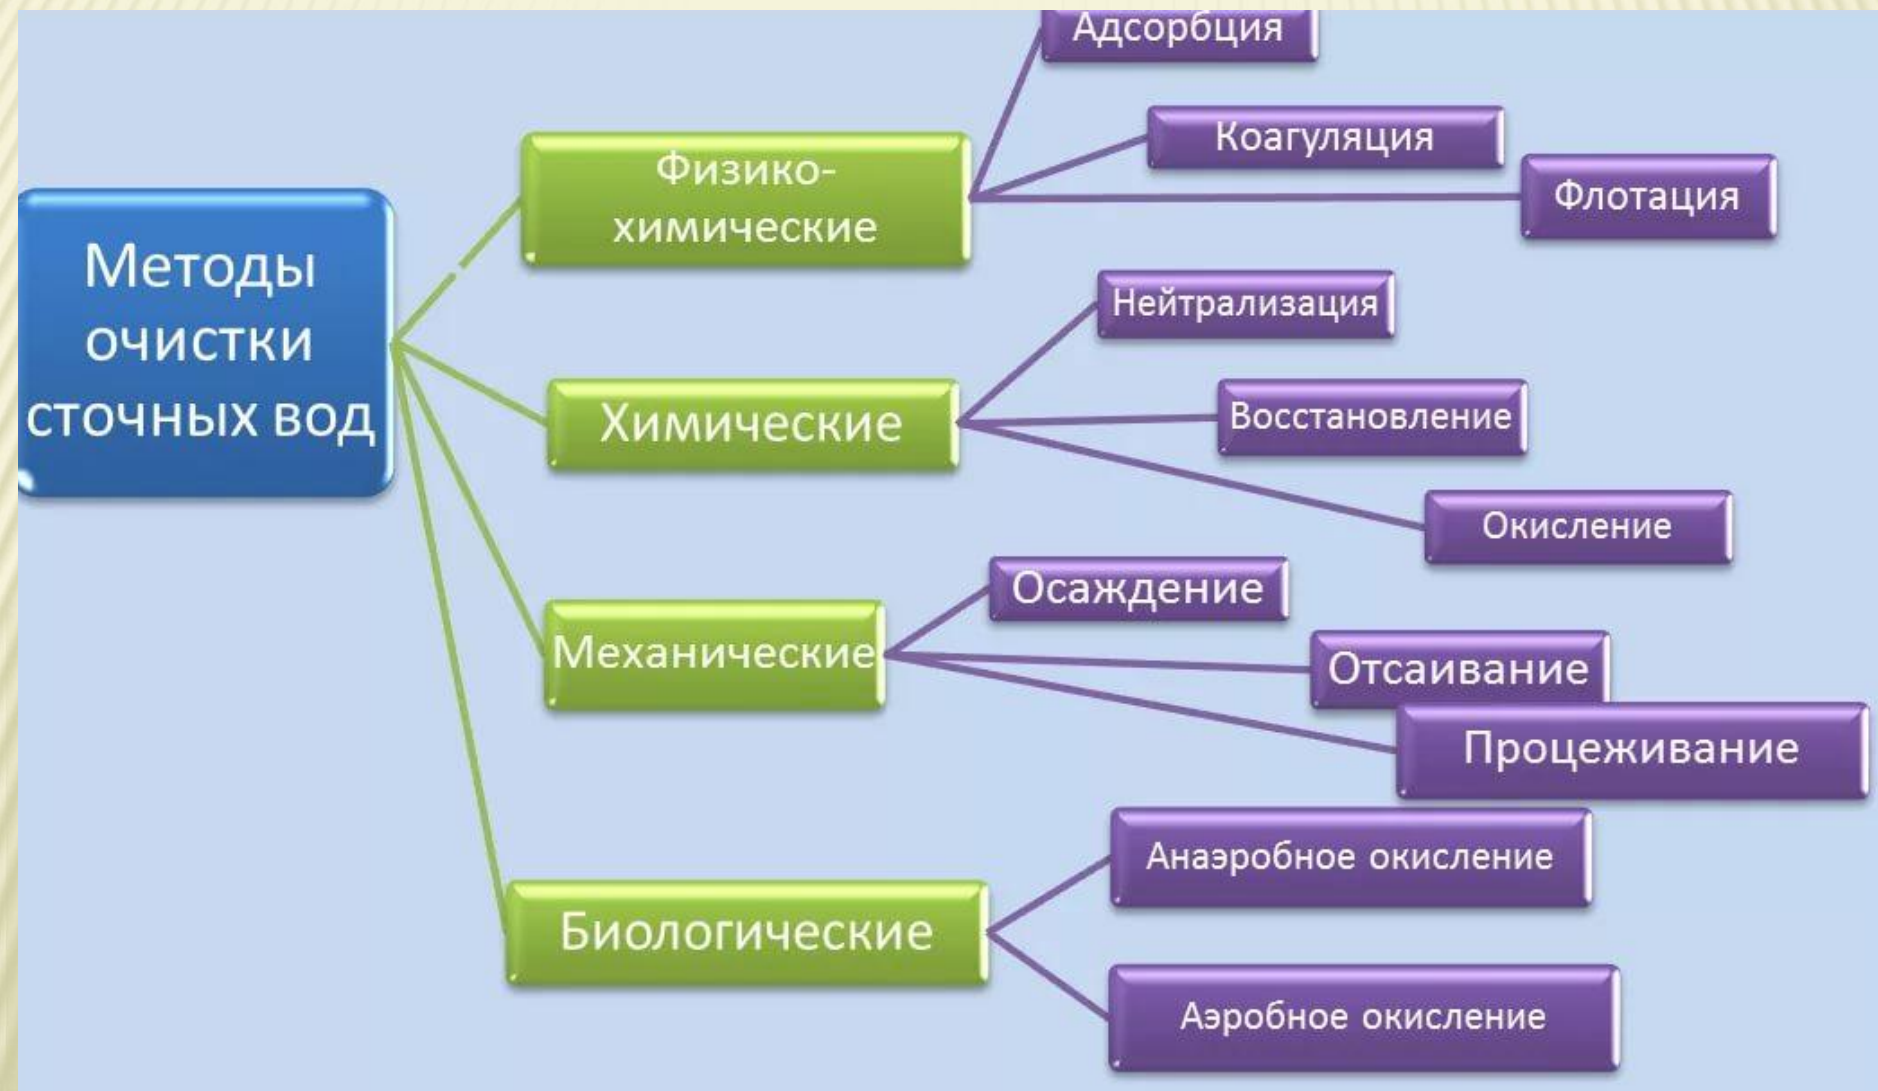 Методы
очистки
сточных вод
Физико-
химические
Адсорбция
Коагуляция
Флотация
Химические
Нейтрализация
Восстановление
Окисление
Механические
Осаждение
Отсаивание
Процеживание
Биологические
Анаэробное окисление
Аэробное окисление